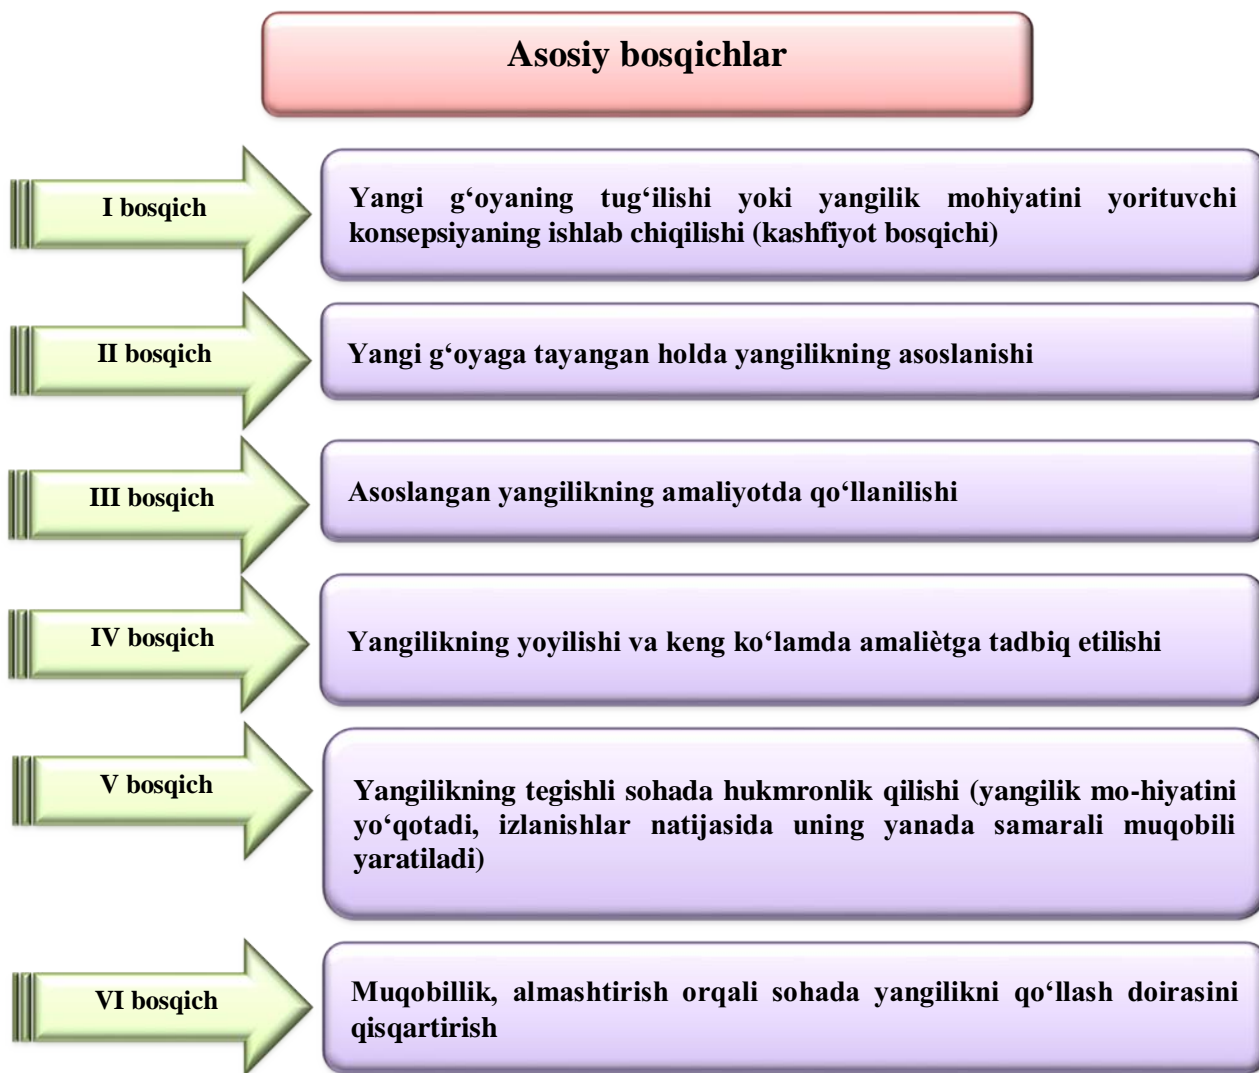 Asosiy bosqichlar
I bosqich
Yangi g‘oyaning tug‘ilishi yoki yangilik mohiyatini yorituvchi
konsepsiyaning ishlab chiqilishi (kashfiyot bosqichi)
II bosqich
Yangi g‘oyaga tayangan holda yangilikning asoslanishi
III bosqich
Asoslangan yangilikning amaliyotda qo‘llanilishi
IV bosqich
Yangilikning yoyilishi va keng ko‘lamda amaliètga tadbiq etilishi
V bosqich
Yangilikning tegishli sohada hukmronlik qilishi (yangilik mo-hiyatini
yo‘qotadi, izlanishlar natijasida uning yanada samarali muqobili
yaratiladi)
VI bosqich
Muqobillik, almashtirish orqali sohada yangilikni qo‘llash doirasini
qisqartirish